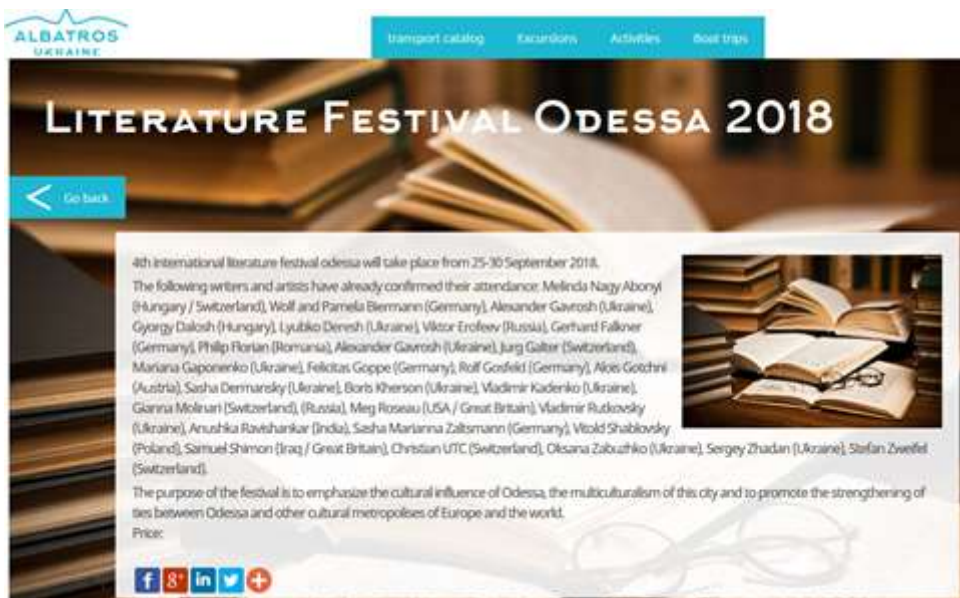 ALBATROS
UKRAINE
transport catalog Excursions Activities Boat trips
LITERATURE FESTIVAL ODESSA 2018
Go back
4th international literature festival odessa will take place from 25-30 September 2018.
The following writers and artists have already confirmed their attendance: Melinda Nagy Abonyi
(Hungary / Switzerland), Wolf and Pamela Biermann (Germany), Alexander Gavrosh (Ukraine),
Gyorgy Dalosh (Hungary), Lyubko Deresh (Ukraine), Viktor Erofeev (Russia), Gerhard Falkner
(Germany), Philip Florian (Romania), Alexander Gavrosh (Ukraine), Jurg Galter (Switzerland),
Mariana Gaponenko (Ukraine), Felicitas Goppe (Germany), Rolf Gosfeld (Germany), Alois Gotchni
(Austria), Sasha Dermansky (Ukraine), Boris Kherson (Ukraine), Vladimir Kadenko (Ukraine),
Gianna Molinari (Switzerland), (Russia), Meg Roseau (USA / Great Britain), Vladimir Rutkovsky
(Ukraine), Anushka Ravishankar (India), Sasha Marianna Zaltsmann (Germany), Vitold Shablovsky
(Poland), Samuel Shimon (Iraq / Great Britain), Christian UTC (Switzerland), Oksana Zabuzhko (Ukraine), Sergey Zhadan (Ukraine), Stefan Zweifel
(Switzerland).
The purpose of the festival is to emphasize the cultural influence of Odessa, the multiculturalism of this city and to promote the strengthening of
ties between Odessa and other cultural metropolises of Europe and the world.
Price: